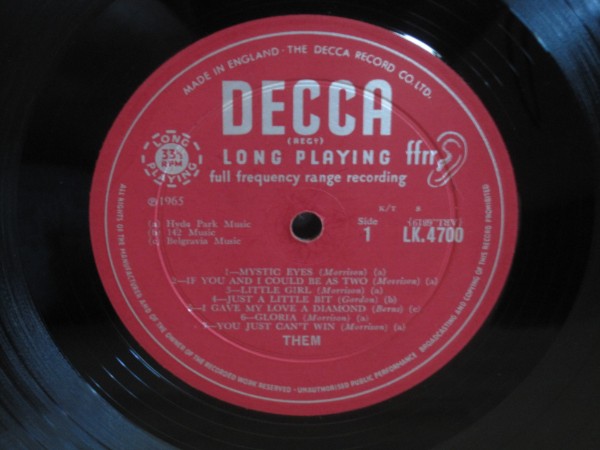 MADE IN ENGLAND · THE DECCA RECORD CO. LTD.
DECCA
(REGᵈ)
LONG PLAYING ffrr
full frequency range recording
LONG PLAYING
33⅓
RPM
℗1965
(a) Hyde Park Music
(b) 142 Music
(c) Belgravia Music
K/T
Side
1
LK.4700
1—MYSTIC EYES (Morrison) (a)
2—IF YOU AND I COULD BE AS TWO (Morrison) (a)
3—LITTLE GIRL (Morrison) (a)
4—JUST A LITTLE BIT (Gordon) (b)
5—I GAVE MY LOVE A DIAMOND (Berns) (c)
6—GLORIA (Morrison) (a)
7—YOU JUST CAN'T WIN (Morrison) (a)
THEM
ALL RIGHTS OF THE MANUFACTURER AND OF THE OWNER OF THE RECORDED WORK RESERVED · UNAUTHORISED PUBLIC PERFORMANCE, BROADCASTING AND COPYING OF THIS RECORD PROHIBITED